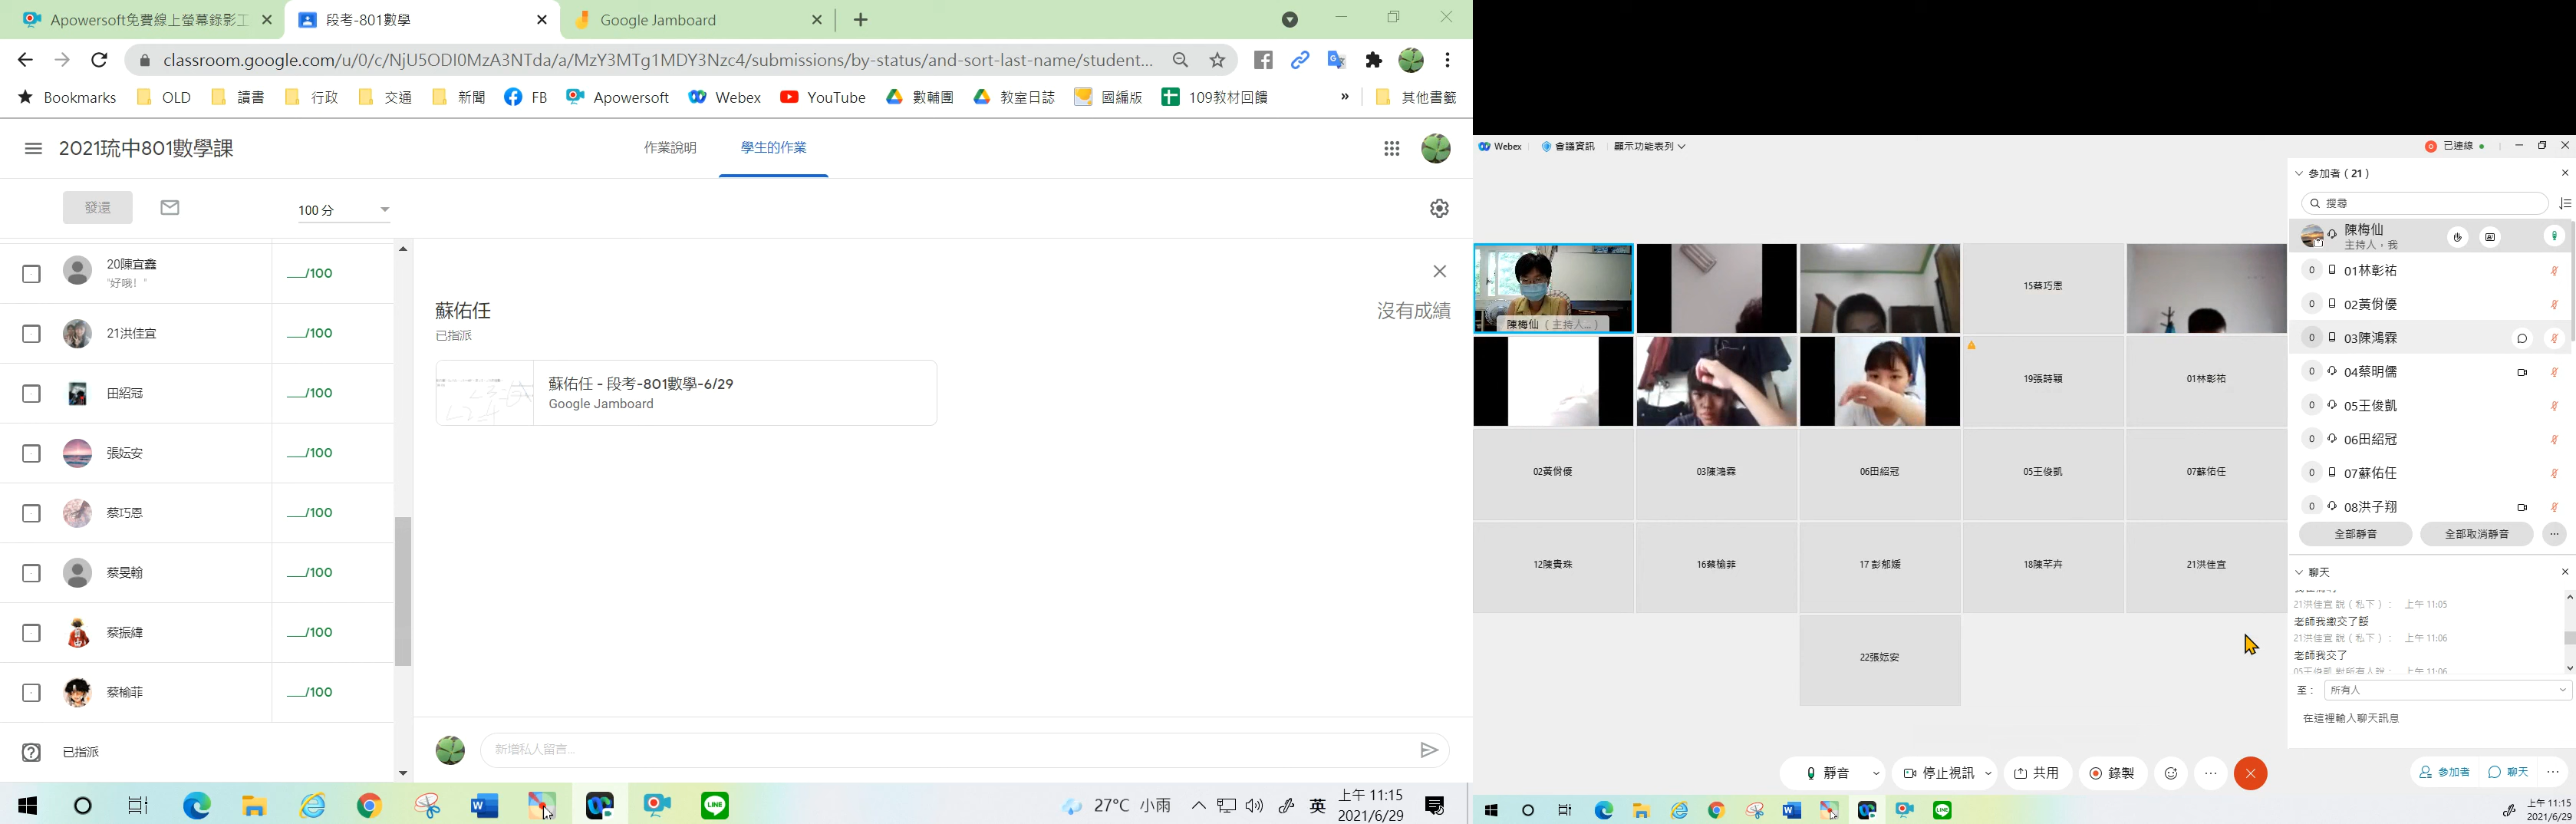 Apowersoft免費線上螢幕錄影工
段考-801數學
Google Jamboard
classroom.google.com/u/0/c/NjU5ODI0MzA3NTda/a/MzY3MTg1MDY3Nzc4/submissions/by-status/and-sort-last-name/student...
Bookmarks OLD 讀書 行政 交通 新聞 FB Apowersoft Webex YouTube 數輔團 教室日誌 國編版 109教材回饋 » 其他書籤
2021琉中801數學課
作業說明
學生的作業
發還
100 分
20陳宜鑫
"好哦！"
___/100
21洪佳宜
___/100
田紹冠
___/100
張妘安
___/100
蔡巧恩
___/100
蔡旻翰
___/100
蔡振緯
___/100
蔡榆菲
___/100
已指派
蘇佑任
沒有成績
已指派
蘇佑任 - 段考-801數學-6/29
Google Jamboard
新增私人留言...
27°C 小雨
英
上午 11:15
2021/6/29
Webex 會議資訊 顯示功能表列
已連線
陳梅仙（主持人...）
15蔡巧恩
19張詩穎
01林彰祐
02黃佾優
03陳鴻霖
06田紹冠
05王俊凱
07蘇佑任
12陳貴珠
16蔡榆菲
17彭郁媛
18陳芊卉
21洪佳宜
22張妘安
參加者（21）
搜尋
陳梅仙
主持人，我
01林彰祐
02黃佾優
03陳鴻霖
04蔡明儒
05王俊凱
06田紹冠
07蘇佑任
08洪子翔
全部靜音
全部取消靜音
聊天
21洪佳宜 說（私下）： 上午 11:05
老師我繳交了餒
21洪佳宜 說（私下）： 上午 11:06
老師我交了
05王俊凱 對所有人說： 上午 11:06
至： 所有人
在這裡輸入聊天訊息
靜音
停止視訊
共用
錄製
參加者
聊天
上午 11:15
2021/6/29